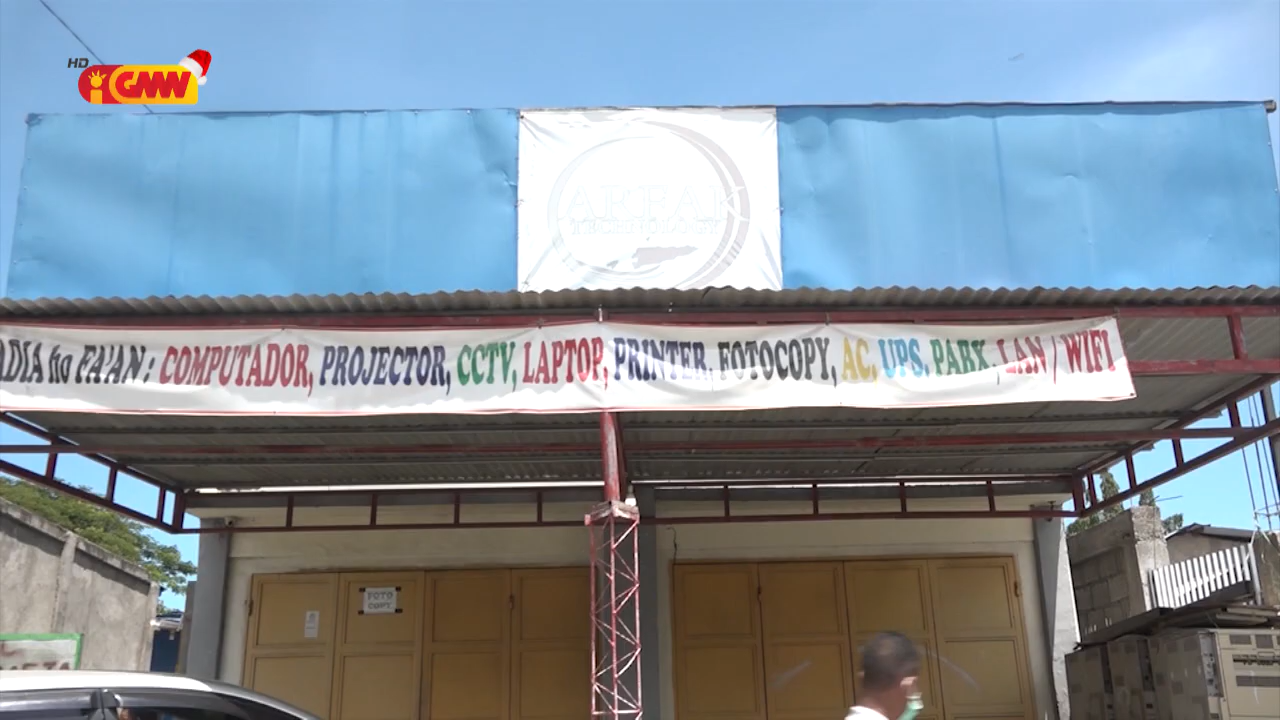 HD
GMN
ARFAK
ADIA ho FA'AN : COMPUTADOR, PROJECTOR, CCTV, LAPTOP, PRINTER, FOTOCOPY, AC, UPS, PABX, LAN / WIFI
FOTO
COPY